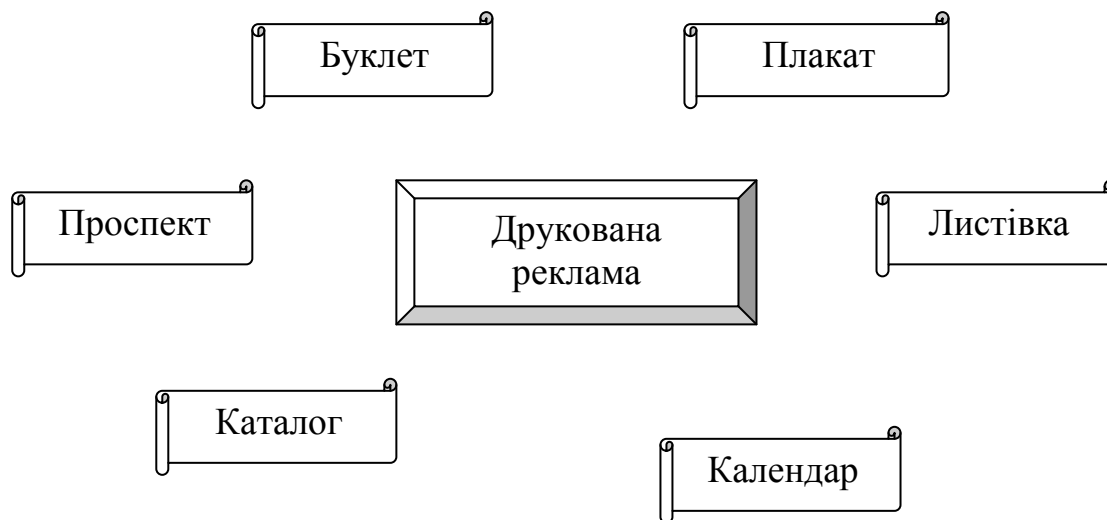 Буклет
Плакат
Проспект
Друкована
реклама
Листівка
Каталог
Календар